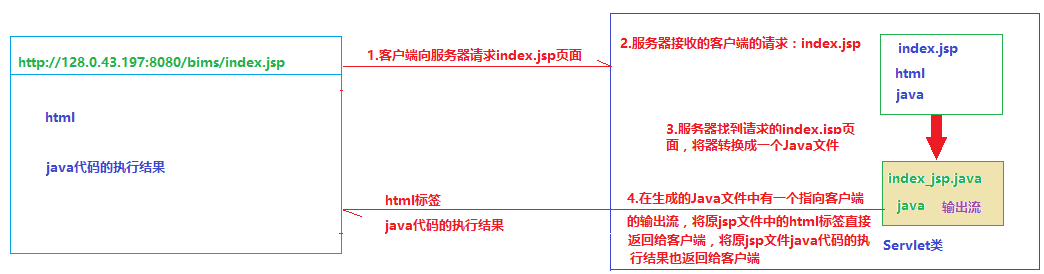 http://128.0.43.197:8080/bims/index.jsp
html
java代码的执行结果
1.客户端向服务器请求index.jsp页面
html标签
java代码的执行结果
2.服务器接收的客户端的请求：index.jsp
index.jsp
html
java
3.服务器找到请求的index.jsp页
面，将器转换成一个Java文件
index_jsp.java
java 输出流
Servlet类
4.在生成的Java文件中有一个指向客户端
的输出流，将原jsp文件中的html标签直接
返回给客户端，将原jsp文件java代码的执
行结果也返回给客户端